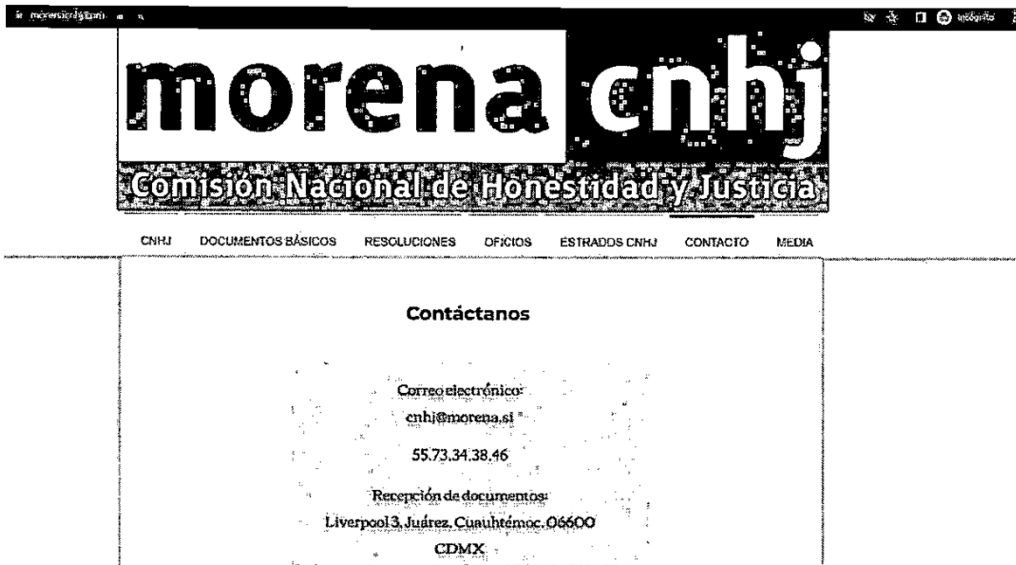 morena cnhj
Comisión Nacional de Honestidad y Justicia
CNHJ DOCUMENTOS BÁSICOS RESOLUCIONES OFICIOS ESTRADOS CNHJ CONTACTO MEDIA
Contáctanos
Correo electrónico:
cnhj@morena.si
55.73.34.38.46
Recepción de documentos:
Liverpool 3, Juárez, Cuauhtémoc, 06600
CDMX